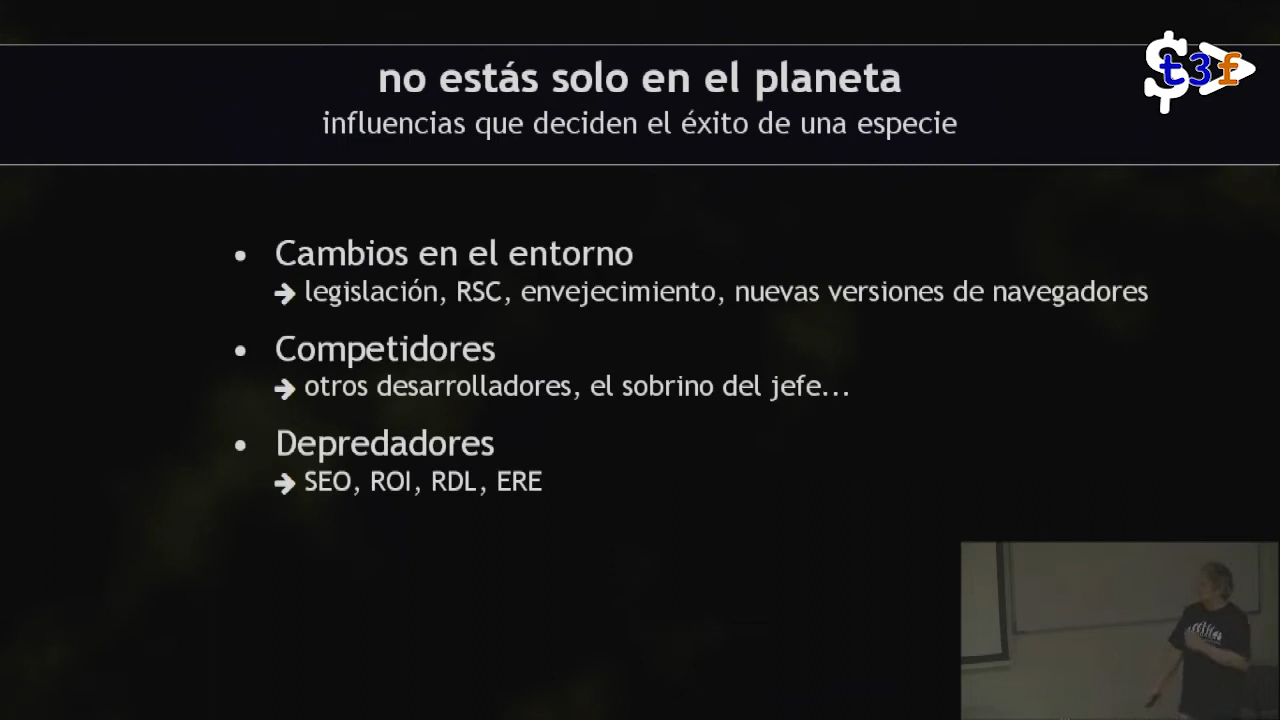 no estás solo en el planeta
t3f
influencias que deciden el éxito de una especie
• Cambios en el entorno
→ legislación, RSC, envejecimiento, nuevas versiones de navegadores
• Competidores
→ otros desarrolladores, el sobrino del jefe...
• Depredadores
→ SEO, ROI, RDL, ERE